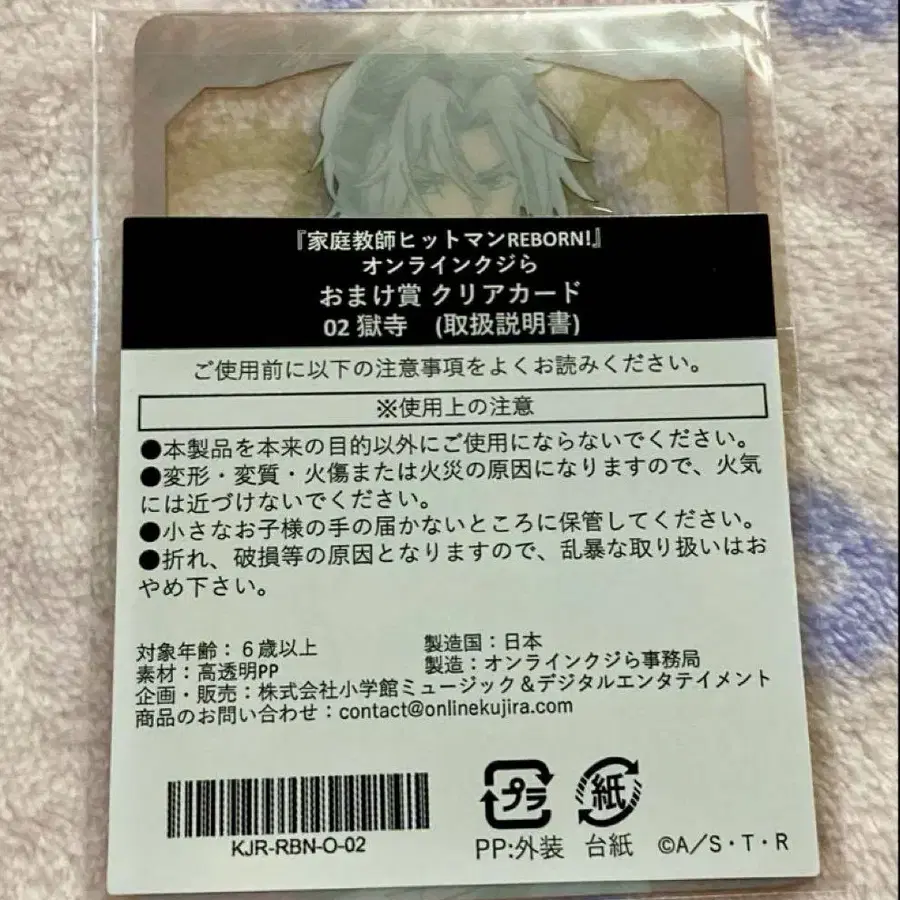 『家庭教師ヒットマンREBORN!』
オンラインクジら
おまけ賞 クリアカード
02 獄寺 (取扱説明書)
ご使用前に以下の注意事項をよくお読みください。
※使用上の注意
●本製品を本来の目的以外にご使用にならないでください。
●変形・変質・火傷または火災の原因になりますので、火気
には近づけないでください。
●小さなお子様の手の届かないところに保管してください。
●折れ、破損等の原因となりますので、乱暴な取り扱いはお
やめ下さい。
対象年齢：６歳以上 製造国：日本
素材：高透明PP 製造：オンラインクジら事務局
企画・販売：株式会社小学館ミュージック＆デジタルエンタテイメント
商品のお問い合わせ：contact@onlinekujira.com
KJR-RBN-O-02
プラ 紙
PP:外装 台紙 ©A／S・T・R